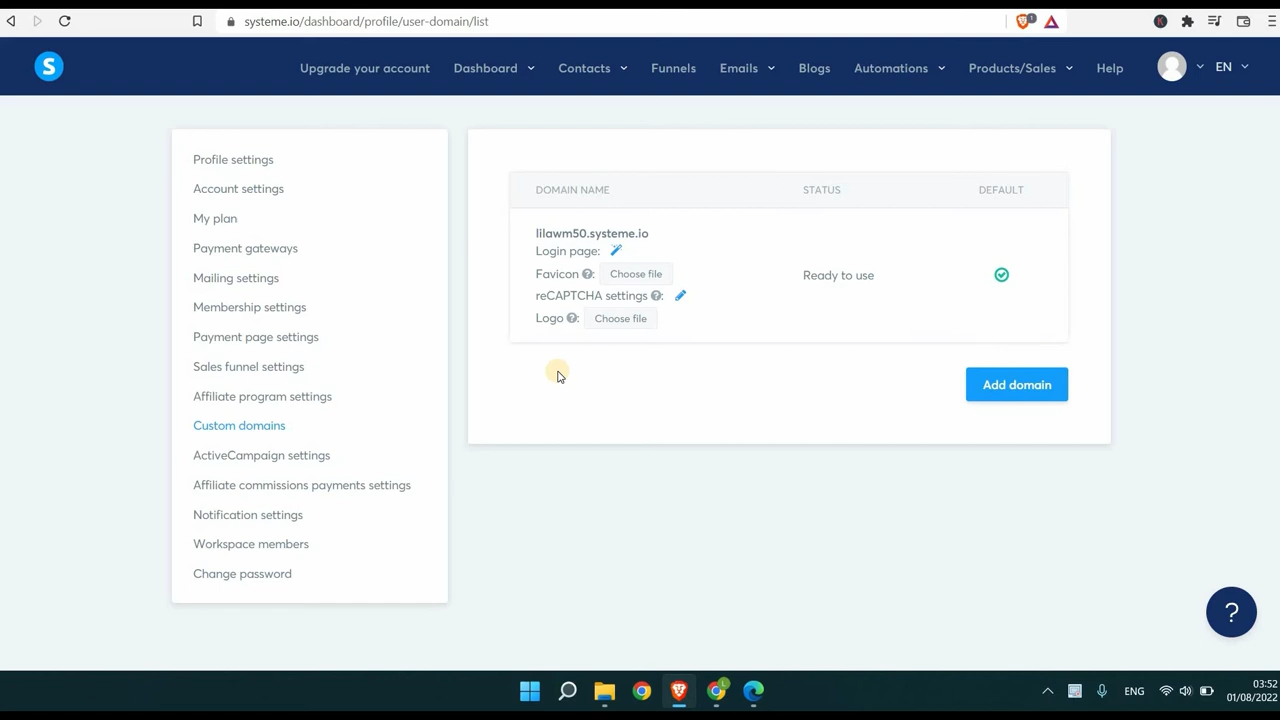 systeme.io/dashboard/profile/user-domain/list
1
K
S
Upgrade your account
Dashboard
Contacts
Funnels
Emails
Blogs
Automations
Products/Sales
Help
EN
Profile settings
Account settings
My plan
Payment gateways
Mailing settings
Membership settings
Payment page settings
Sales funnel settings
Affiliate program settings
Custom domains
ActiveCampaign settings
Affiliate commissions payments settings
Notification settings
Workspace members
Change password
DOMAIN NAME STATUS DEFAULT
lilawm50.systeme.io
Login page:
Favicon ?: Choose file
Ready to use
reCAPTCHA settings ?:
Logo ?: Choose file
Add domain
?
L
ENG
03:52
01/08/2022